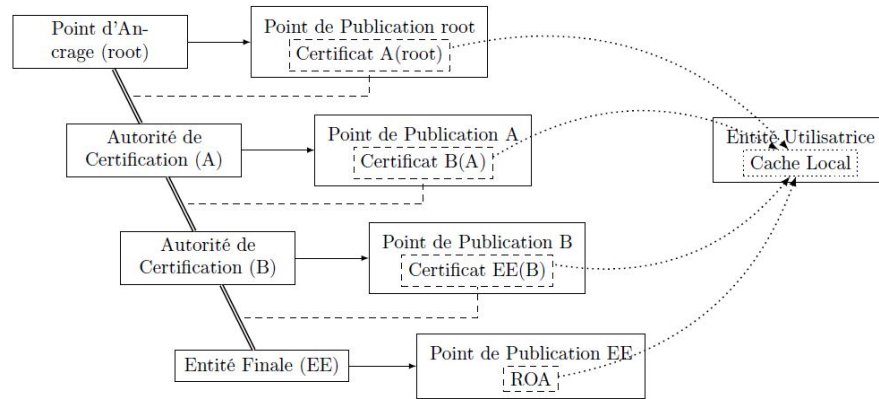 Point d'An-
crage (root)
Point de Publication root
Certificat A(root)
Autorité de
Certification (A)
Point de Publication A
Certificat B(A)
Entité Utilisatrice
Cache Local
Autorité de
Certification (B)
Point de Publication B
Certificat EE(B)
Entité Finale (EE)
Point de Publication EE
ROA